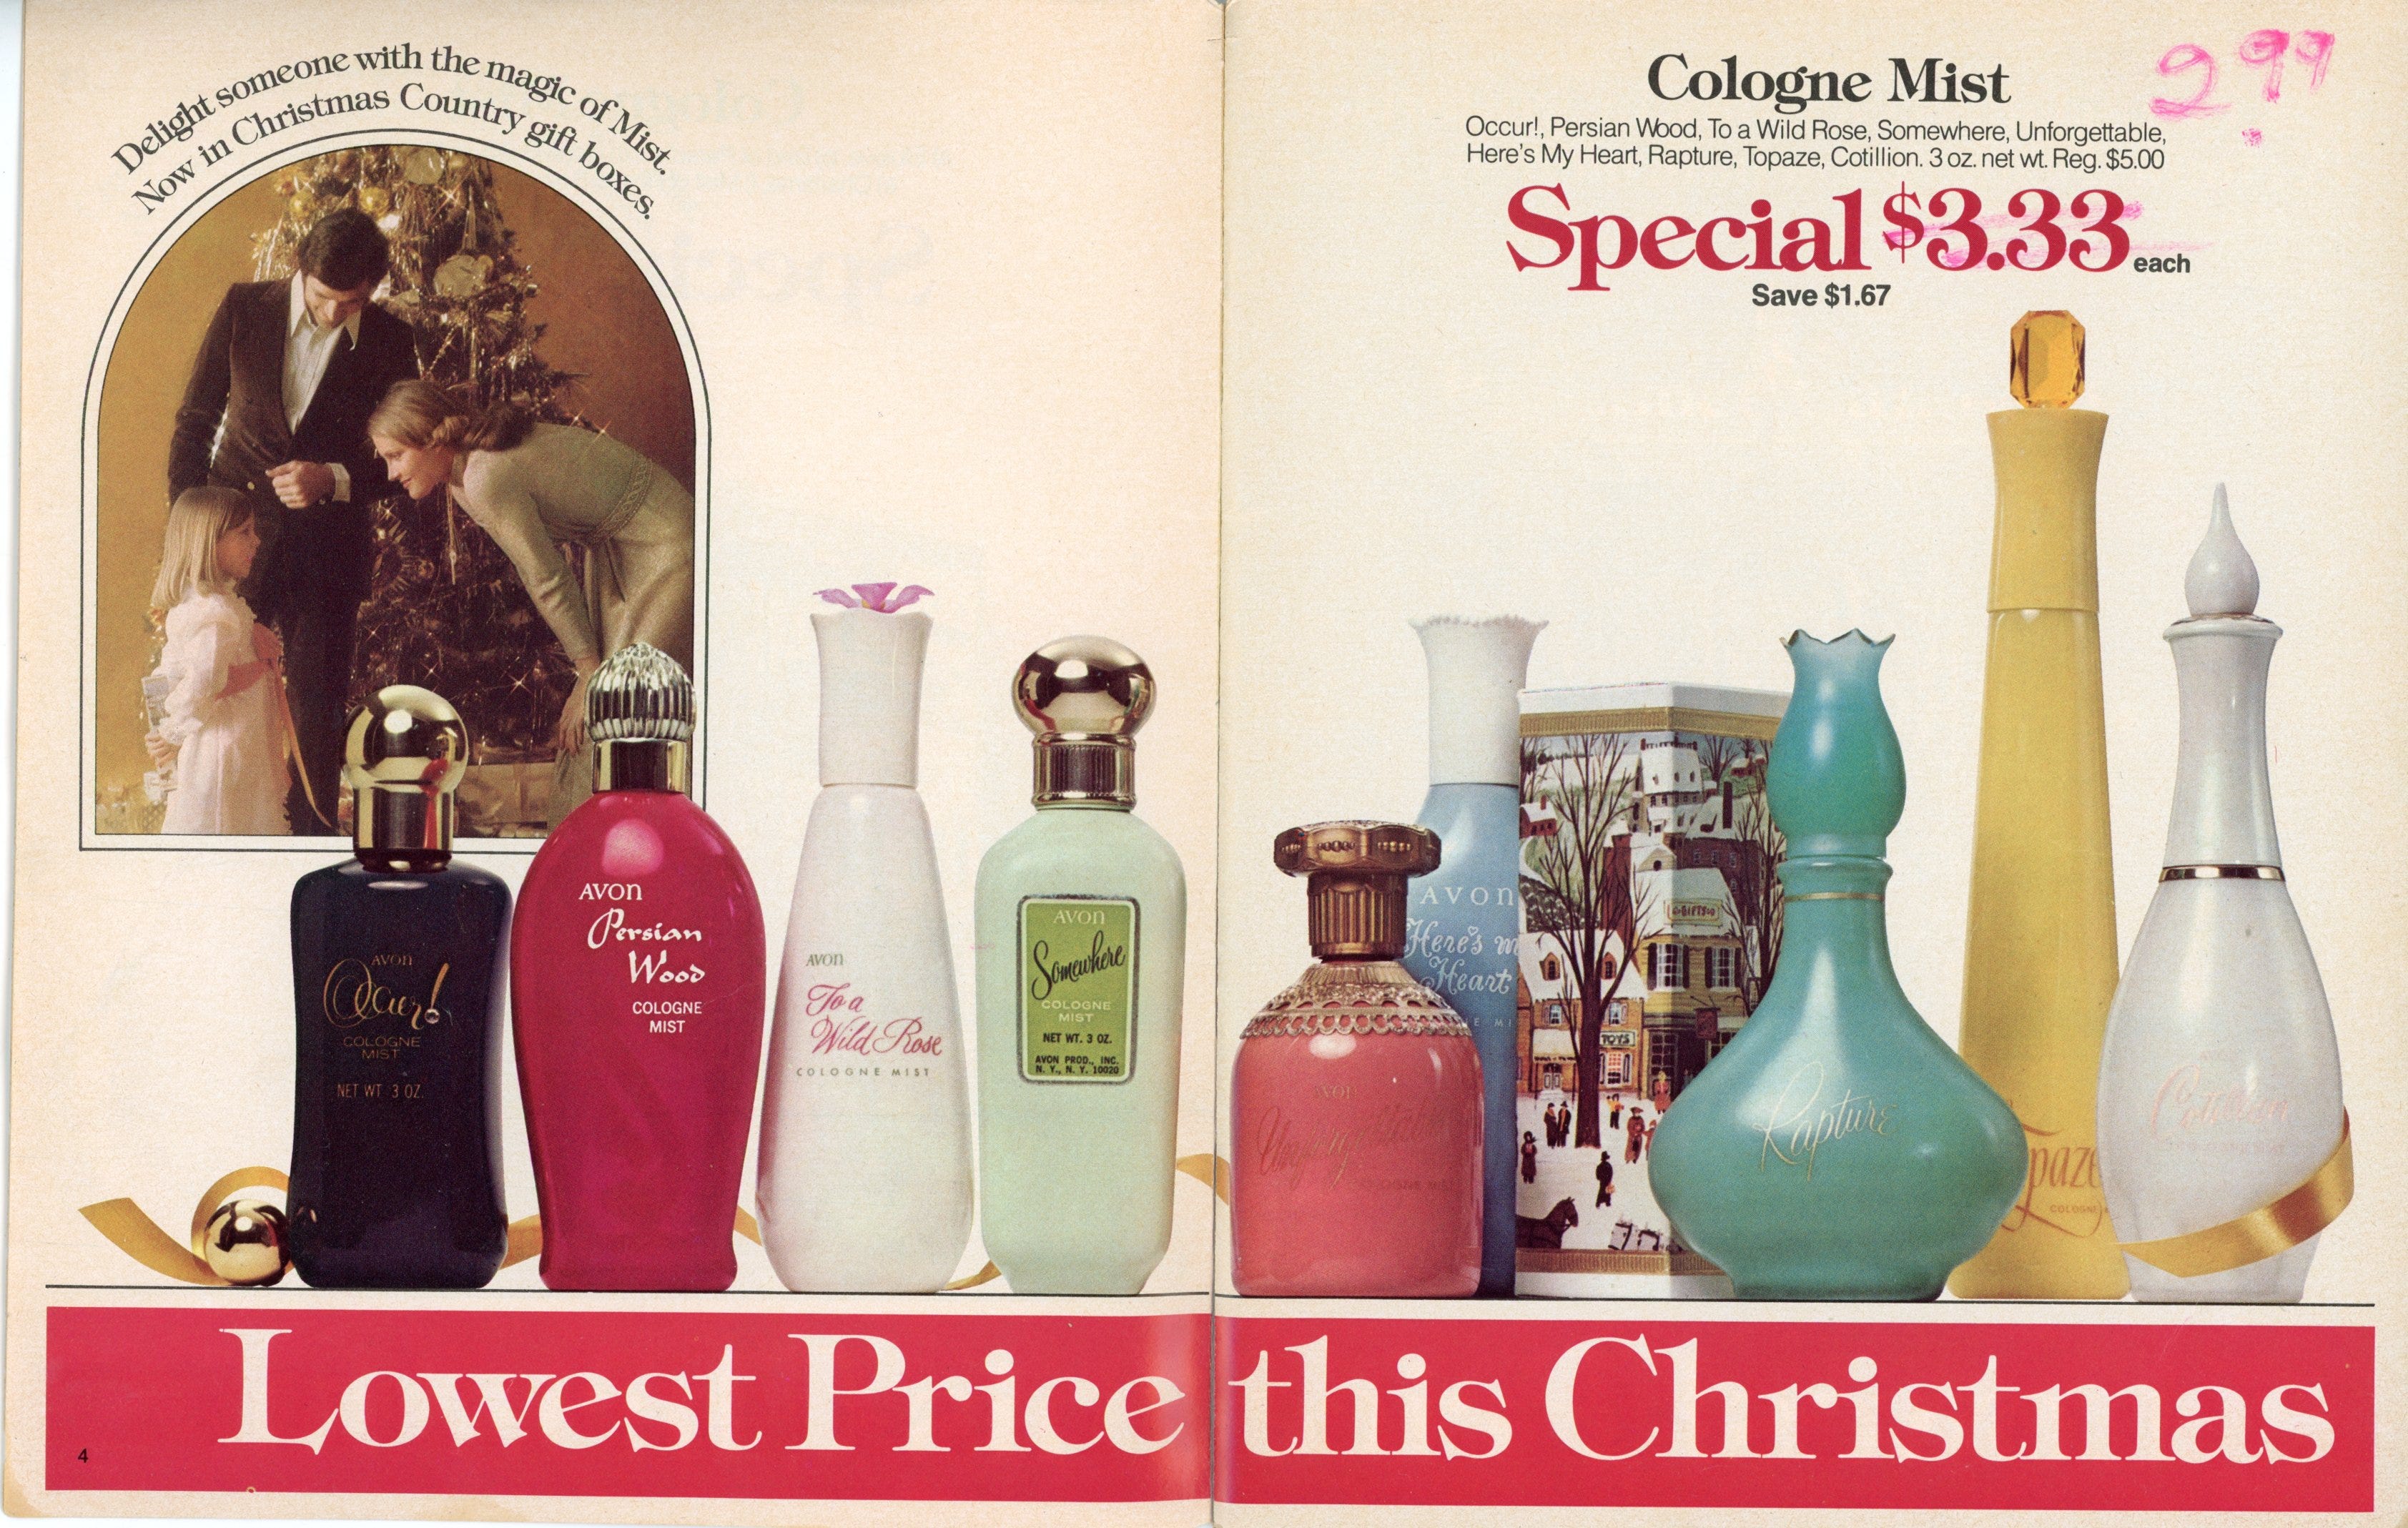 Delight someone with the magic of Mist.
Now in Christmas Country gift boxes.
Cologne Mist
2.99
Occur!, Persian Wood, To a Wild Rose, Somewhere, Unforgettable,
Here's My Heart, Rapture, Topaze, Cotillion. 3 oz. net wt. Reg. $5.00
Special $3.33 each
Save $1.67
AVON
Occur!
COLOGNE
MIST
NET WT 3 OZ.
AVON
Persian
Wood
COLOGNE
MIST
AVON
To a
Wild Rose
COLOGNE MIST
AVON
Somewhere
COLOGNE
MIST
NET WT. 3 OZ.
AVON PROD., INC.
N. Y., N. Y. 10020
AVON
Unforgettable
COLOGNE MIST
AVON
Here's m
Heart
E MI
GIFTS
TOYS
Rapture
paze
COLOGNE
Cotillion
Lowest Price this Christmas
4